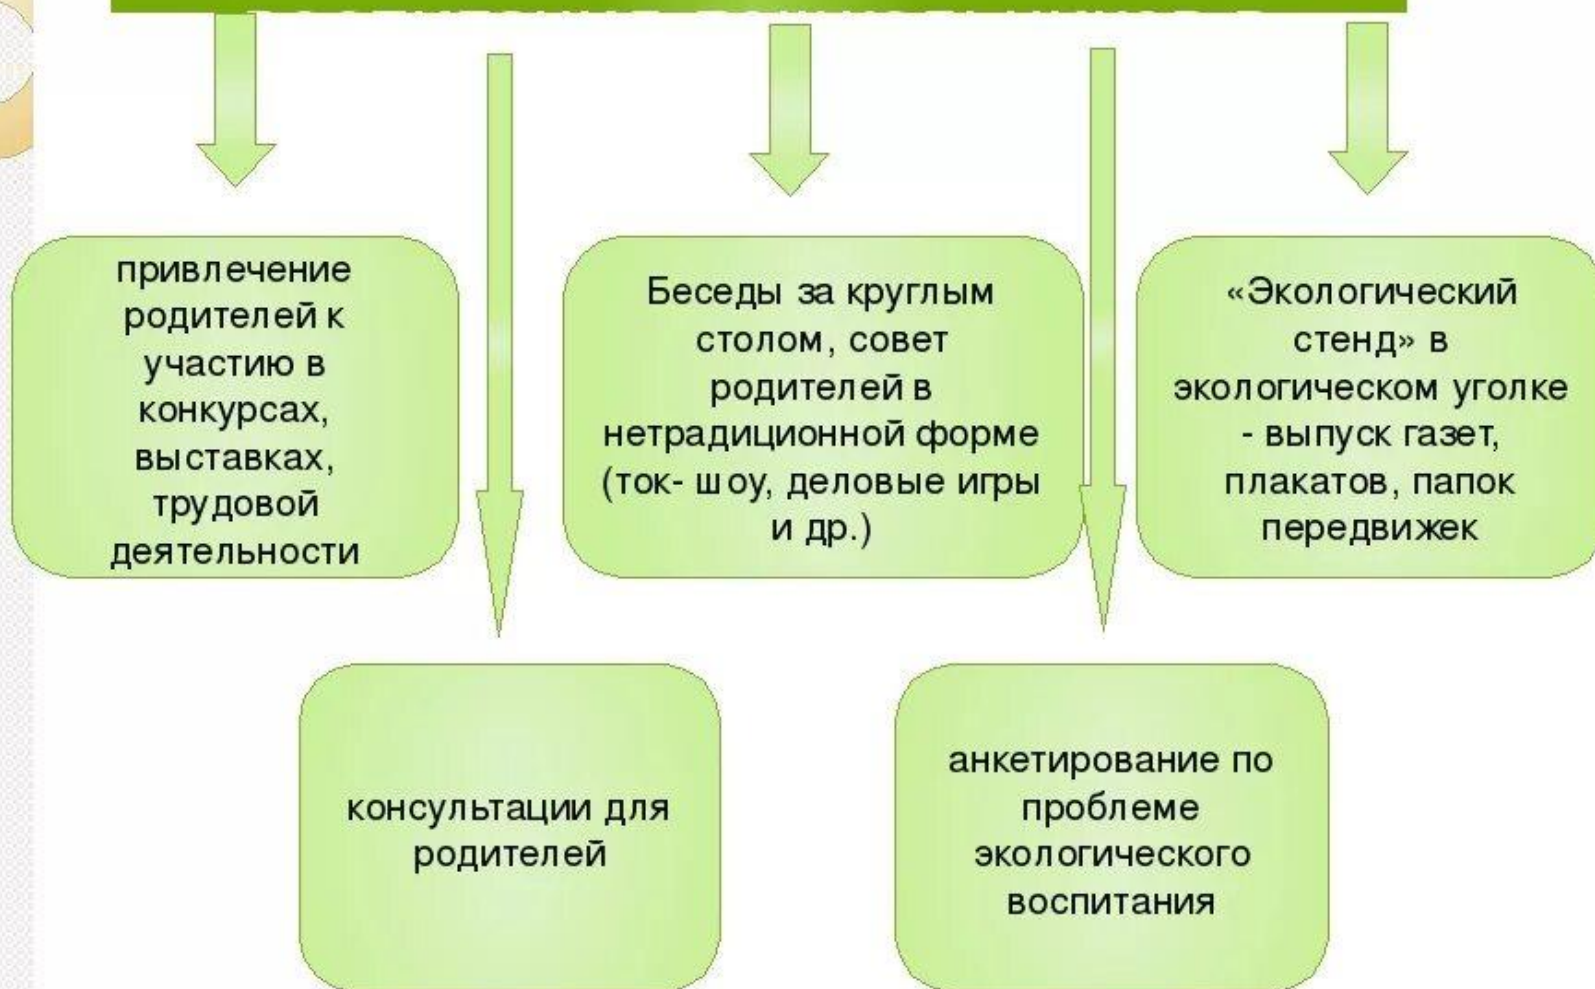 привлечение
родителей к
участию в
конкурсах,
выставках,
трудовой
деятельности
Беседы за круглым
столом, совет
родителей в
нетрадиционной форме
(ток- шоу, деловые игры
и др.)
«Экологический
стенд» в
экологическом уголке
- выпуск газет,
плакатов, папок
передвижек
консультации для
родителей
анкетирование по
проблеме
экологического
воспитания